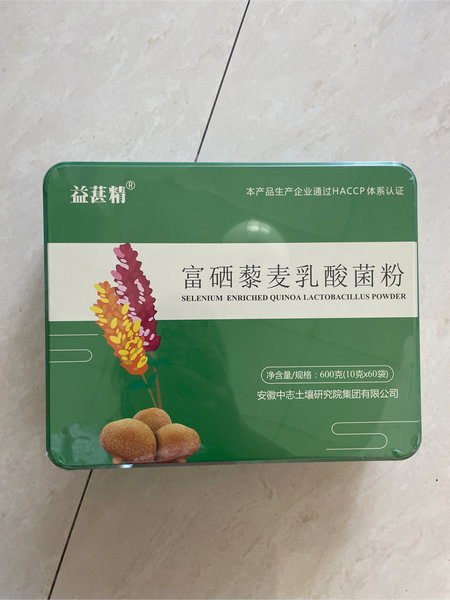 益葚精®
本产品生产企业通过HACCP体系认证
富硒藜麦乳酸菌粉
SELENIUM ENRICHED QUINOA LACTOBACILLUS POWDER
净含量/规格：600克(10克x60袋)
安徽中志土壤研究院集团有限公司